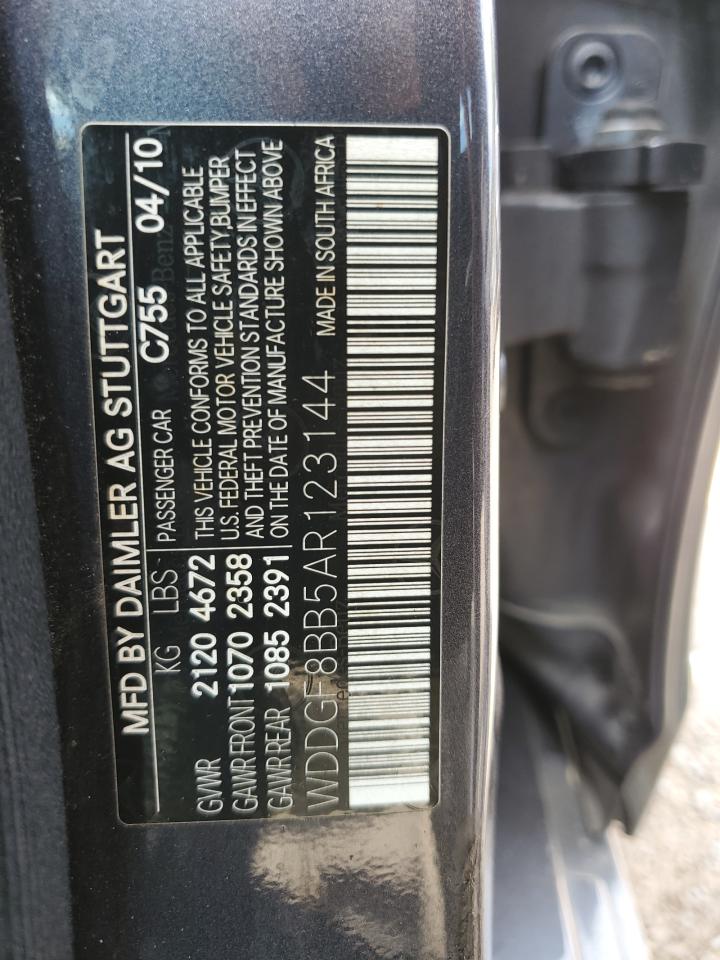 MFD BY DAIMLER AG STUTTGART
KG LBS PASSENGER CAR C755 04/10
GVWR 2120 4672 THIS VEHICLE CONFORMS TO ALL APPLICABLE
GAWR FRONT 1070 2358 U.S. FEDERAL MOTOR VEHICLE SAFETY,BUMPER
GAWR REAR 1085 2391 AND THEFT PREVENTION STANDARDS IN EFFECT
ON THE DATE OF MANUFACTURE SHOWN ABOVE
WDDGF8BB5AR123144 MADE IN SOUTH AFRICA